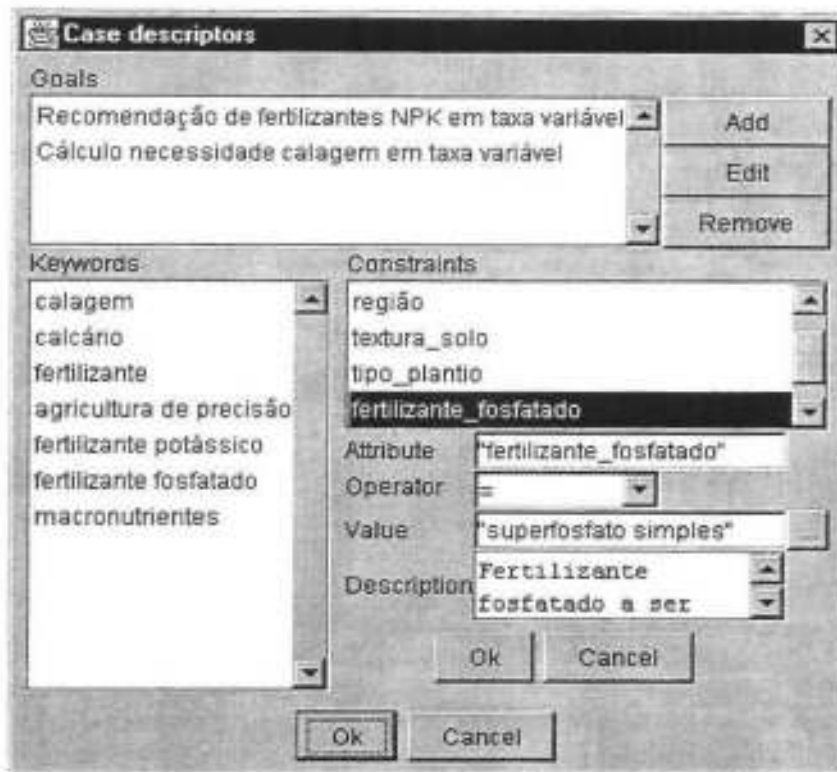 Case descriptors
Goals
Recomendação de fertilizantes NPK em taxa variável
Cálculo necessidade calagem em taxa variável
Add
Edit
Remove
Keywords
calagem
calcário
fertilizante
agricultura de precisão
fertilizante potássico
fertilizante fosfatado
macronutrientes
Constraints
região
textura_solo
tipo_plantio
fertilizante_fosfatado
Attribute "fertilizante_fosfatado"
Operator =
Value "superfosfato simples"
Description Fertilizante
fosfatado a ser
Ok Cancel
Ok Cancel